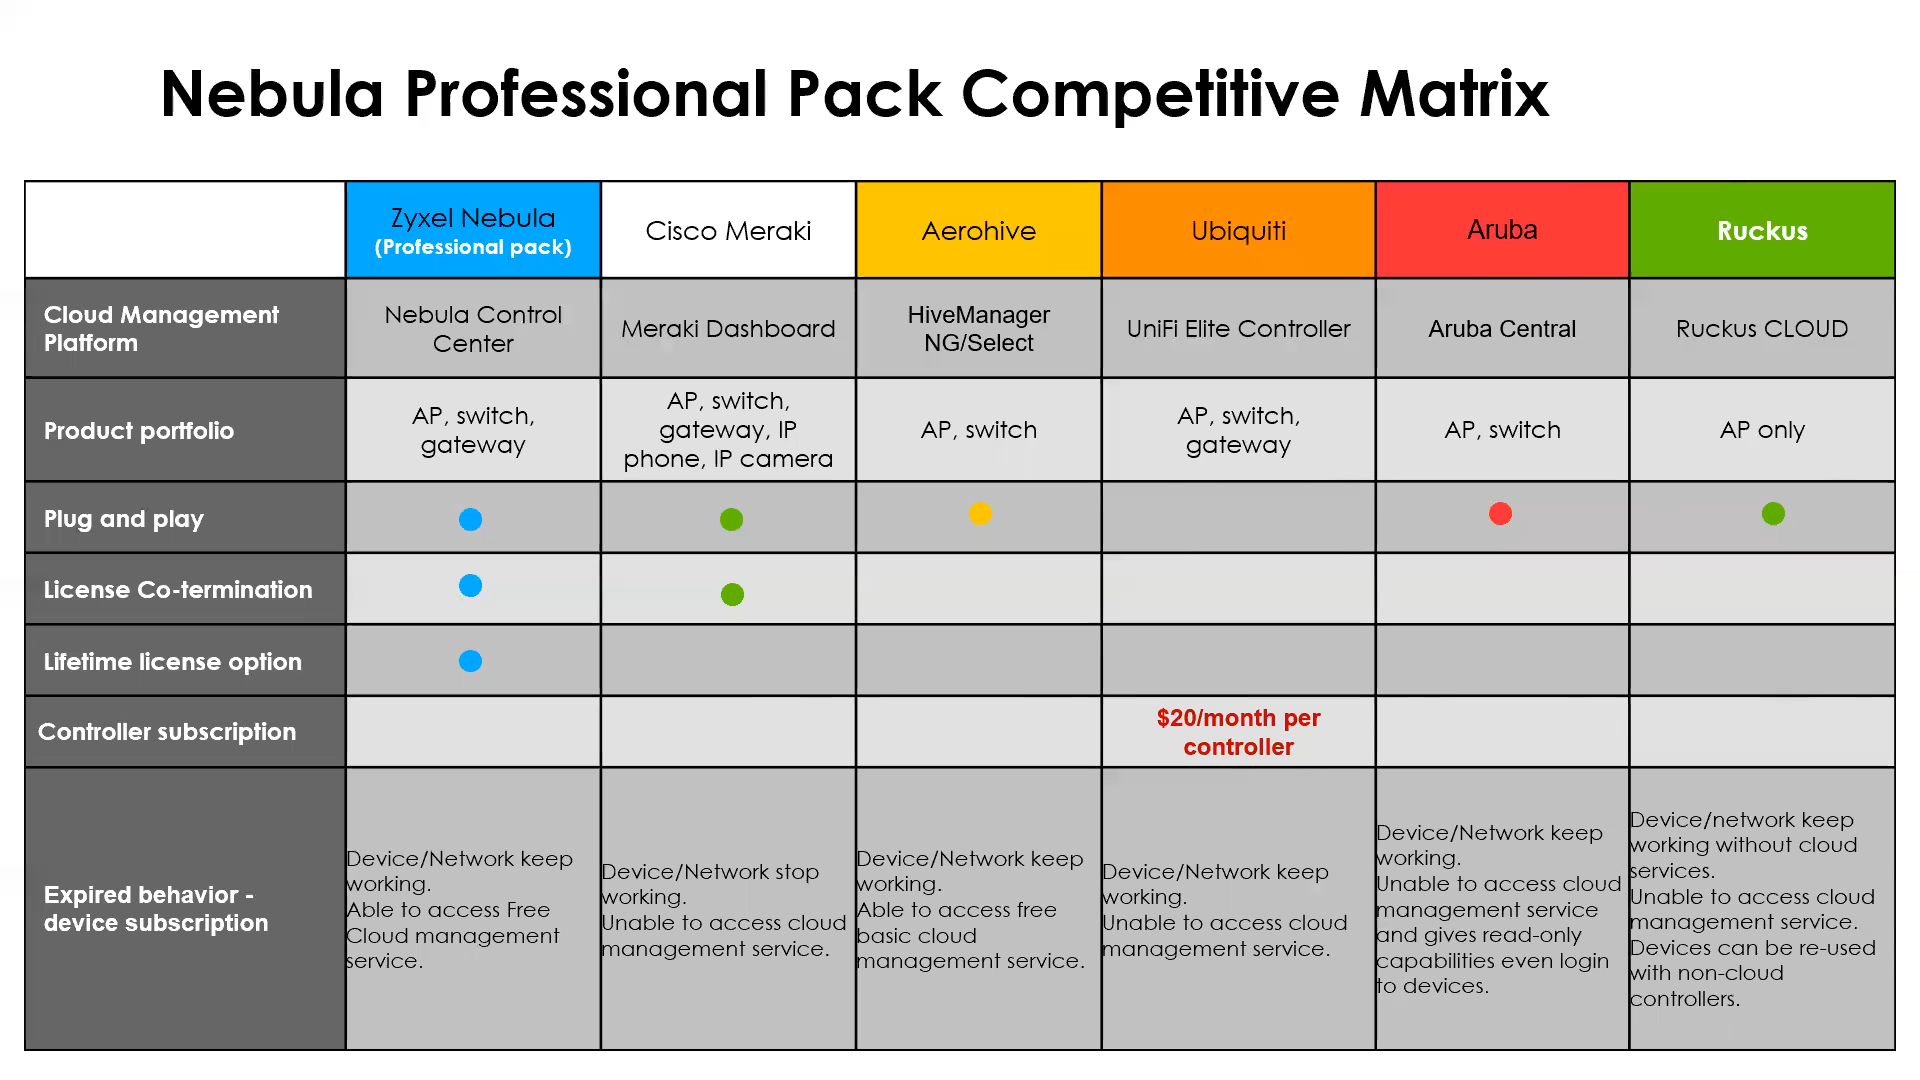 Nebula Professional Pack Competitive Matrix
Zyxel Nebula
(Professional pack)
Cisco Meraki
Aerohive
Ubiquiti
Aruba
Ruckus
Cloud Management
Platform
Nebula Control
Center
Meraki Dashboard
HiveManager
NG/Select
UniFi Elite Controller
Aruba Central
Ruckus CLOUD
Product portfolio
AP, switch,
gateway
AP, switch,
gateway, IP
phone, IP camera
AP, switch
AP, switch,
gateway
AP, switch
AP only
Plug and play
License Co-termination
Lifetime license option
Controller subscription
$20/month per
controller
Expired behavior -
device subscription
Device/Network keep
working.
Able to access Free
Cloud management
service.
Device/Network stop
working.
Unable to access cloud
management service.
Device/Network keep
working.
Able to access free
basic cloud
management service.
Device/Network keep
working.
Unable to access cloud
management service.
Device/Network keep
working.
Unable to access cloud
management service
and gives read-only
capabilities even login
to devices.
Device/network keep
working without cloud
services.
Unable to access cloud
management service.
Devices can be re-used
with non-cloud
controllers.